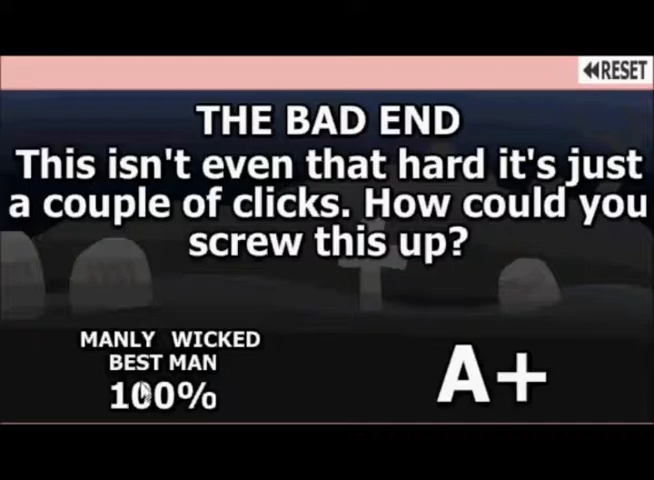 ◀◀RESET
THE BAD END
This isn't even that hard it's just
a couple of clicks. How could you
screw this up?
MANLY WICKED
BEST MAN
100%
A+